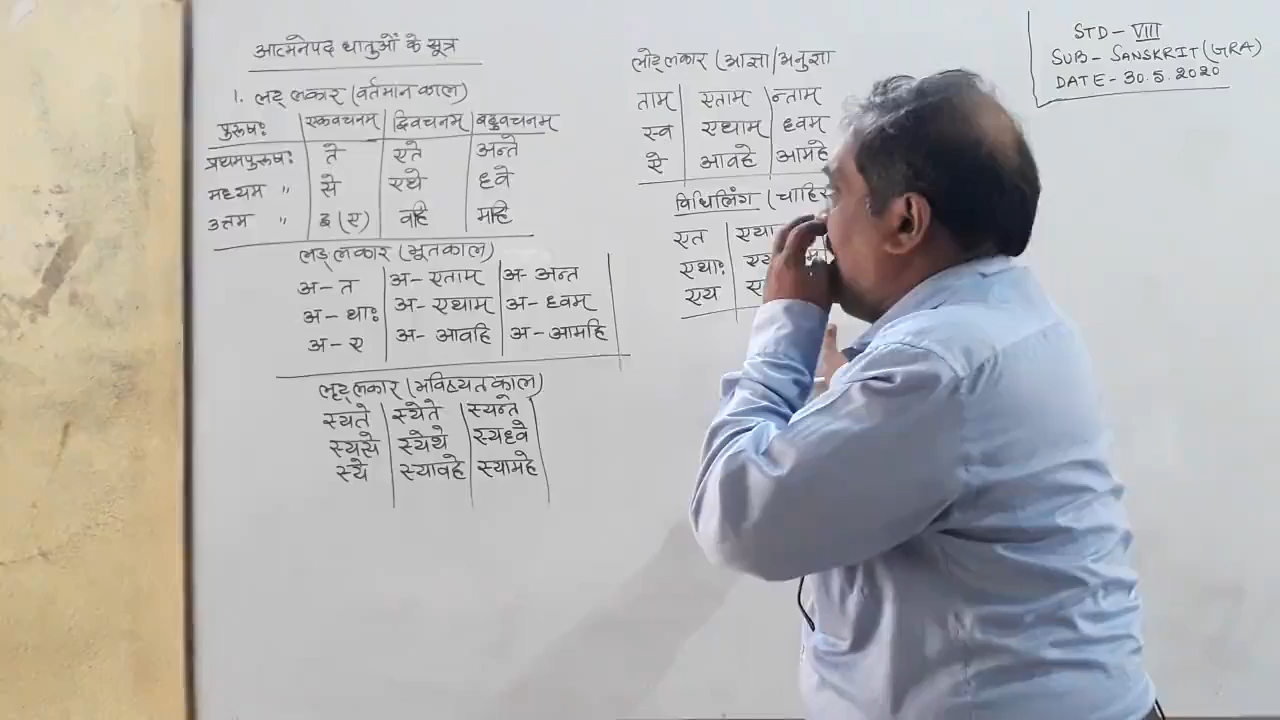 आत्मनेपद धातुओं के सूत्र
1. लट् लकार (वर्तमान काल)
पुरुषः एकवचनम् द्विवचनम् बहुवचनम्
प्रथमपुरुषः ते एते अन्ते
मध्यम " से एथे ध्वे
उत्तम " इ (ए) वहि महि
लङ् लकार (भूतकाल)
अ - त अ - एताम् अ - अन्त
अ - थाः अ - एथाम् अ - ध्वम्
अ - ए अ - आवहि अ - आमहि
लृट् लकार (भविष्यत काल)
स्यते स्येते स्यन्ते
स्यसे स्येथे स्यध्वे
स्ये स्यावहे स्यामहे
लोट् लकार (आज्ञा/अनुज्ञा
ताम् एताम् न्ताम्
स्व एथाम् ध्वम्
से आवहे आमहे
विधिलिंग (चाहिए
एत
एथाः
एय
STD - VIII
SUB - SANSKRIT (GRA)
DATE - 30.5.2020